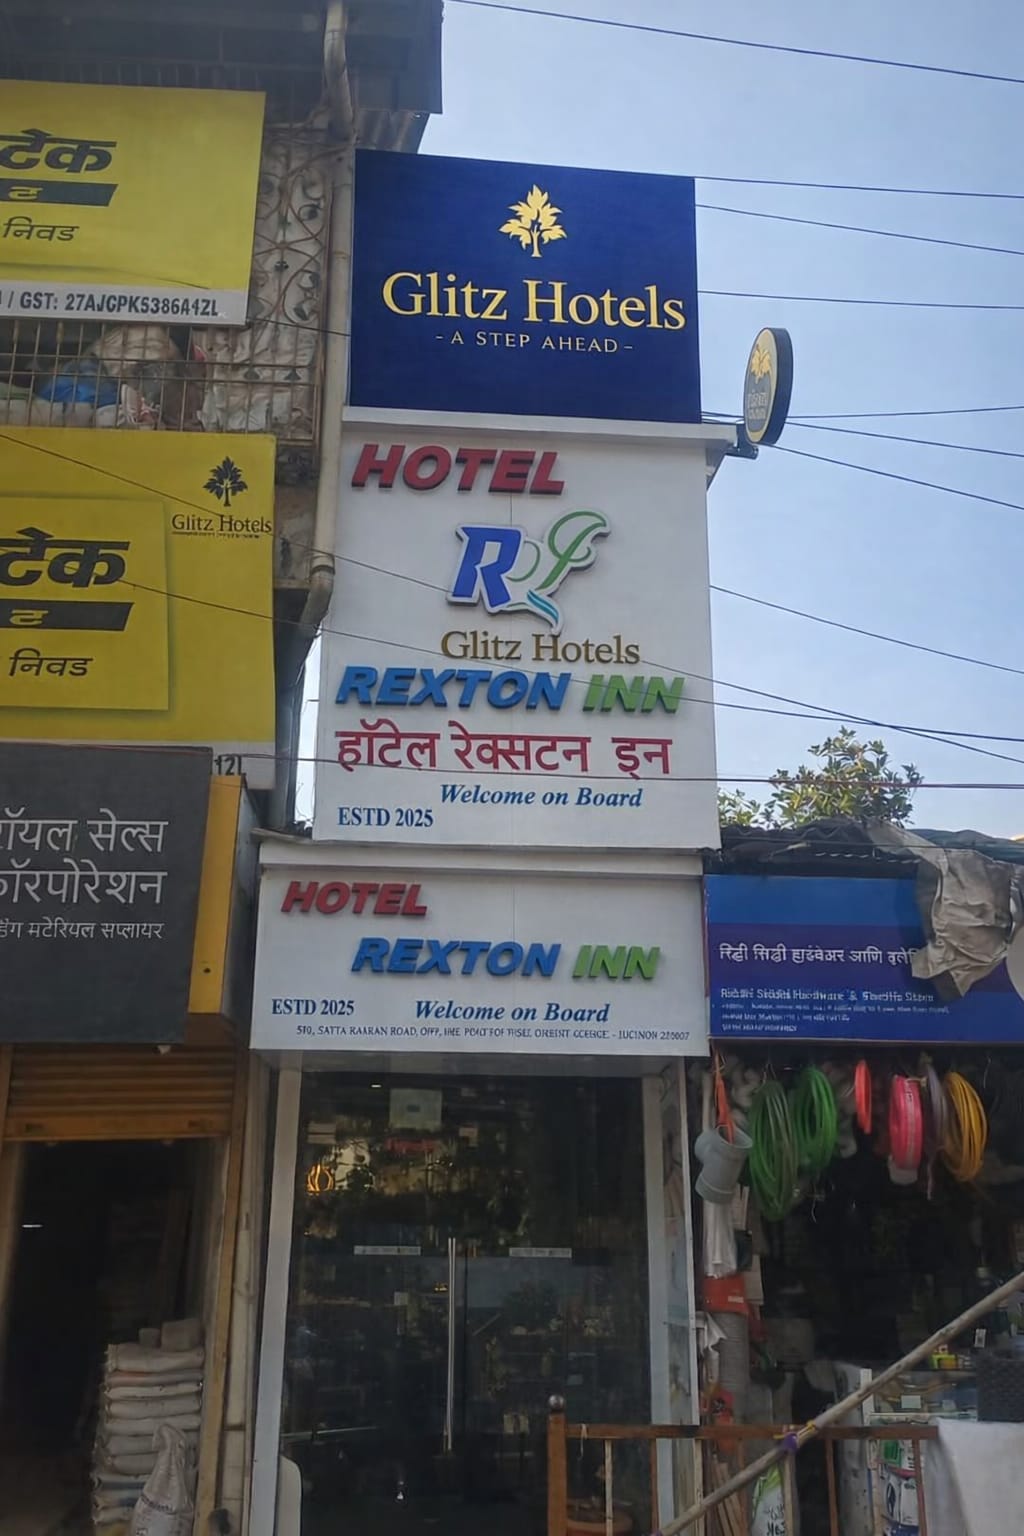 टेक
ट
निवड
/ GST: 27AJCPK5386A4ZL
Glitz Hotels
टेक
ट
निवड
Glitz Hotels
- A STEP AHEAD -
HOTEL
RI
Glitz Hotels
REXTON INN
हॉटेल रेक्सटन इन
Welcome on Board
ESTD 2025
HOTEL
REXTON INN
ESTD 2025
Welcome on Board
रॉयल सेल्स
कॉरपोरेशन
मटेरियल सप्लायर
रिद्धी सिद्धी हार्डवेअर आणि